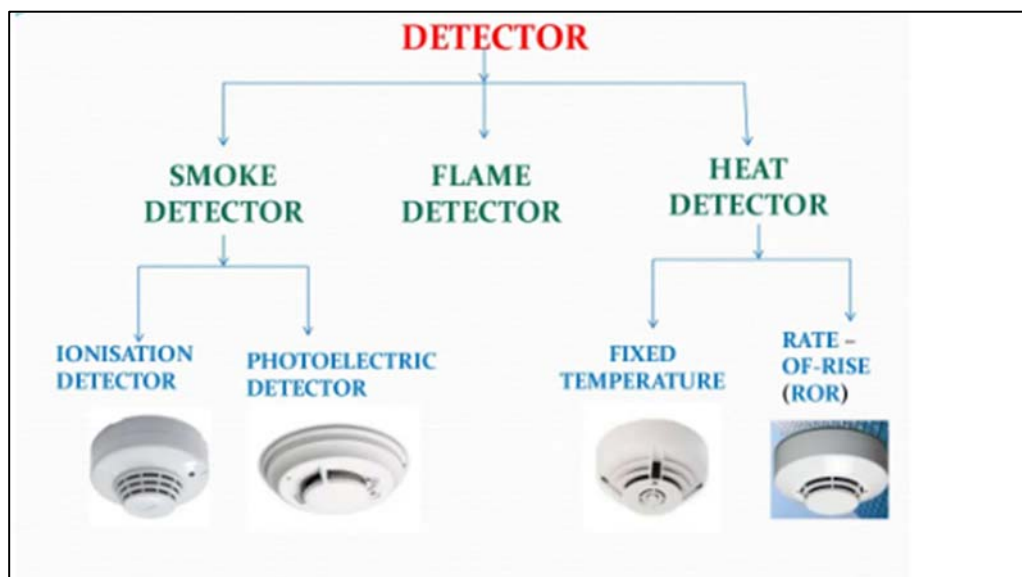 DETECTOR
SMOKE
DETECTOR
FLAME
DETECTOR
HEAT
DETECTOR
IONISATION
DETECTOR
PHOTOELECTRIC
DETECTOR
FIXED
TEMPERATURE
RATE –
OF-RISE
(ROR)